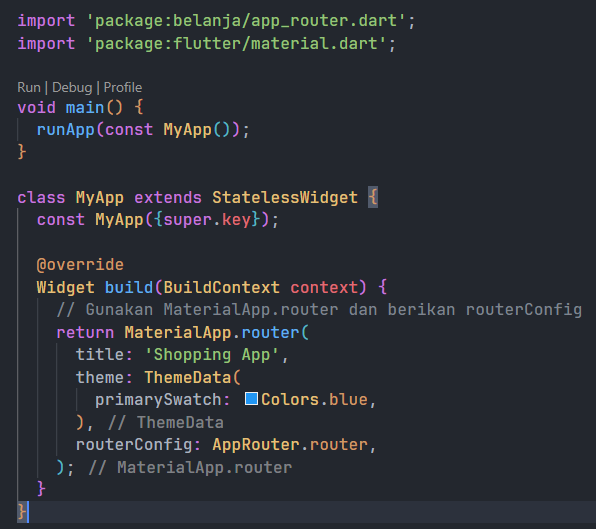 import 'package:belanja/app_router.dart';
import 'package:flutter/material.dart';
Run | Debug | Profile
void main() {
  runApp(const MyApp());
}
class MyApp extends StatelessWidget {
  const MyApp({super.key});
  @override
  Widget build(BuildContext context) {
    // Gunakan MaterialApp.router dan berikan routerConfig
    return MaterialApp.router(
      title: 'Shopping App',
      theme: ThemeData(
        primarySwatch: Colors.blue,
      ), // ThemeData
      routerConfig: AppRouter.router,
    ); // MaterialApp.router
  }
}